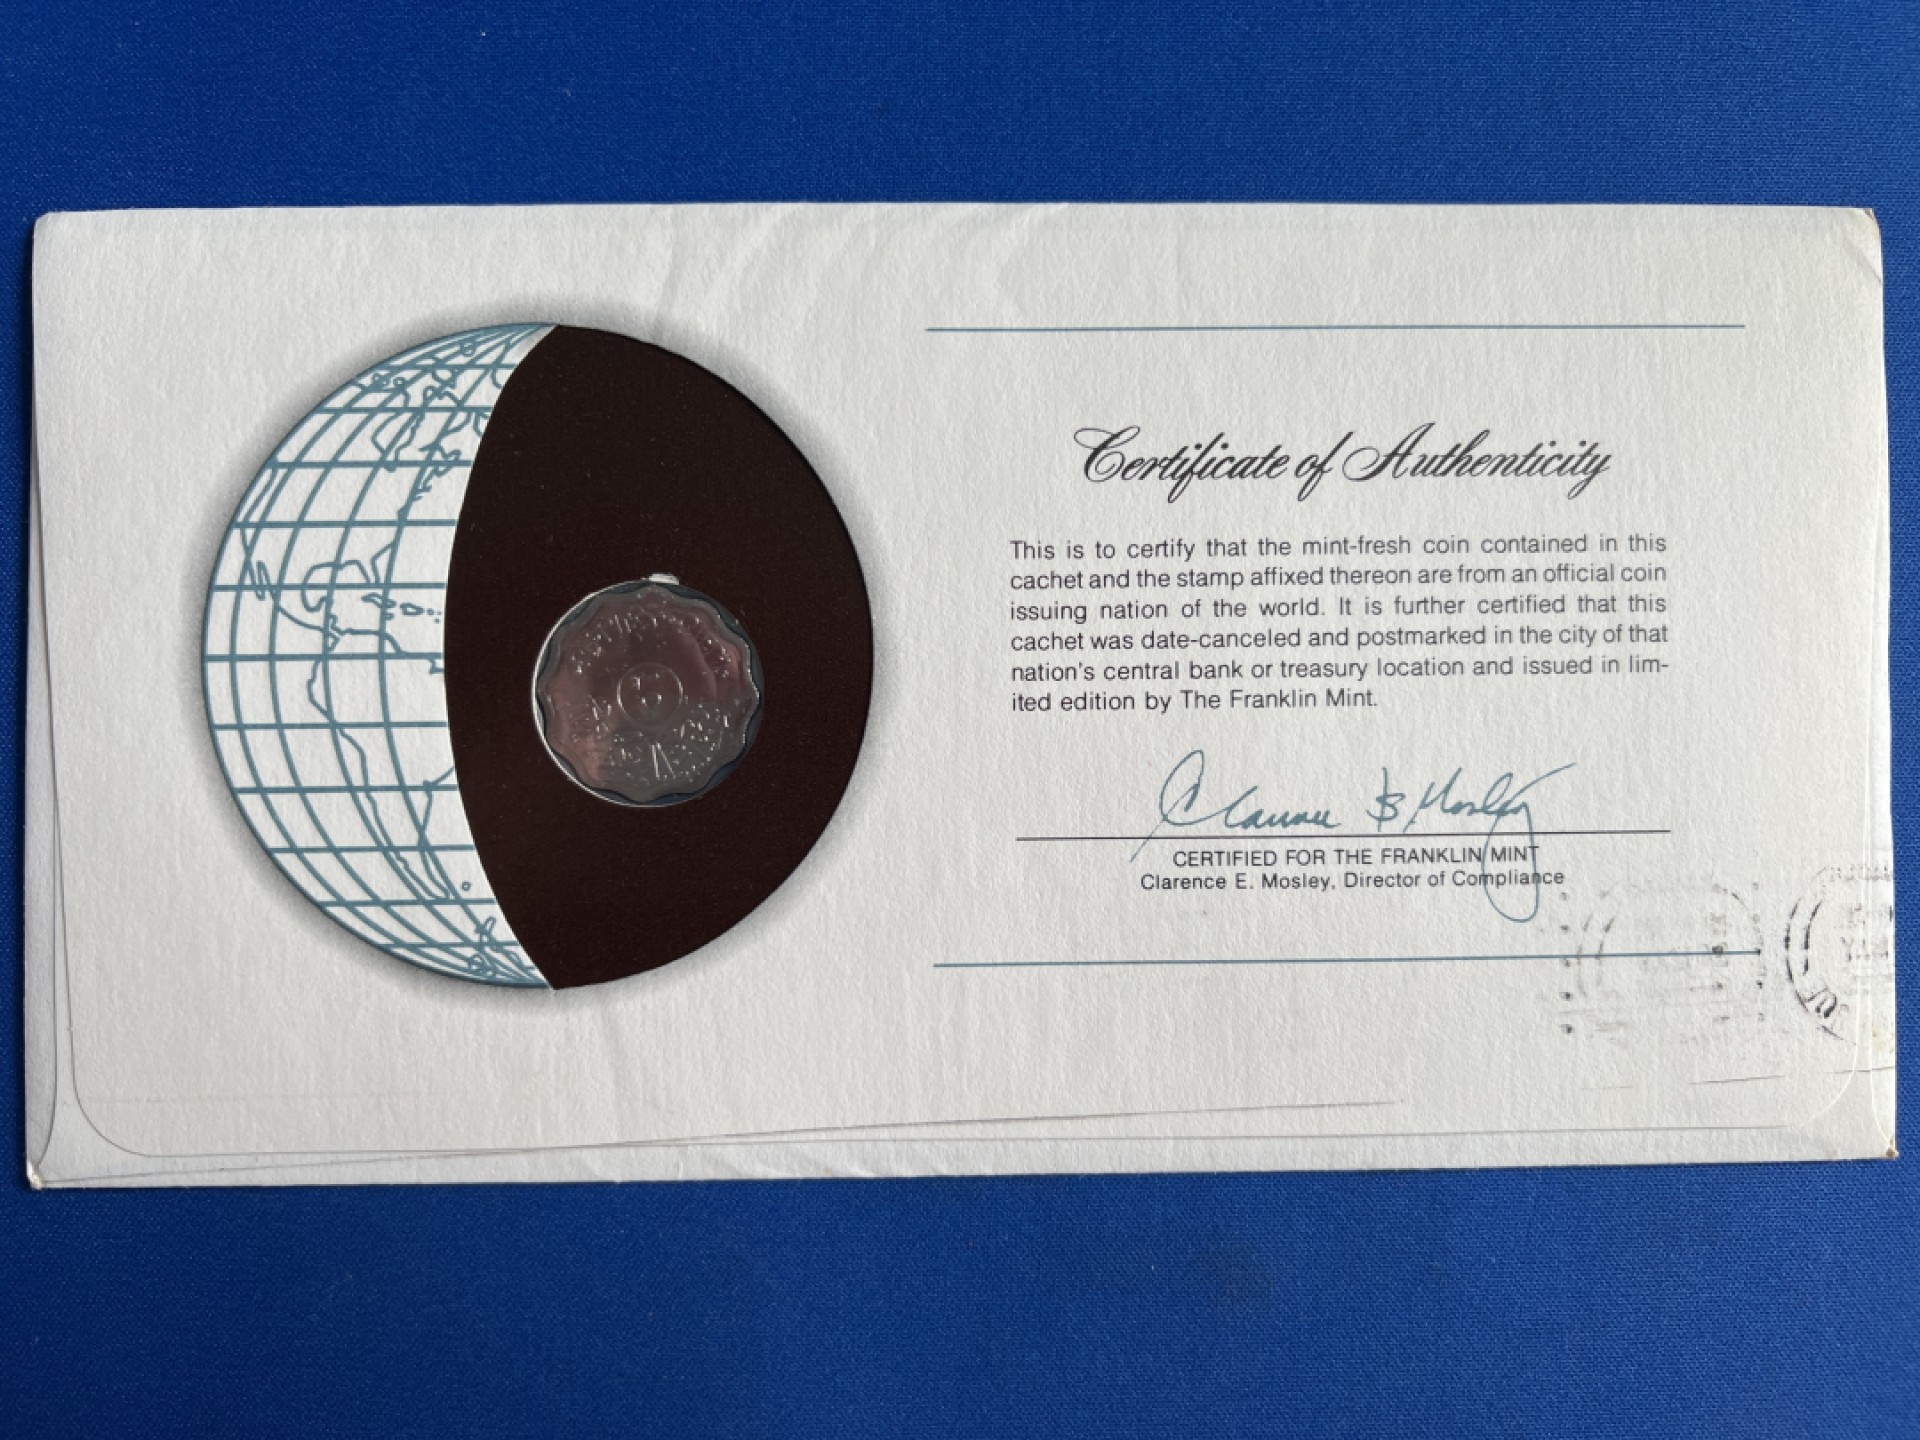 Certificate of Authenticity
This is to certify that the mint-fresh coin contained in this
cachet and the stamp affixed thereon are from an official coin
issuing nation of the world. It is further certified that this
cachet was date-canceled and postmarked in the city of that
nation's central bank or treasury location and issued in lim-
ited edition by The Franklin Mint.
Clarence E Mosley
CERTIFIED FOR THE FRANKLIN MINT
Clarence E. Mosley, Director of Compliance
5